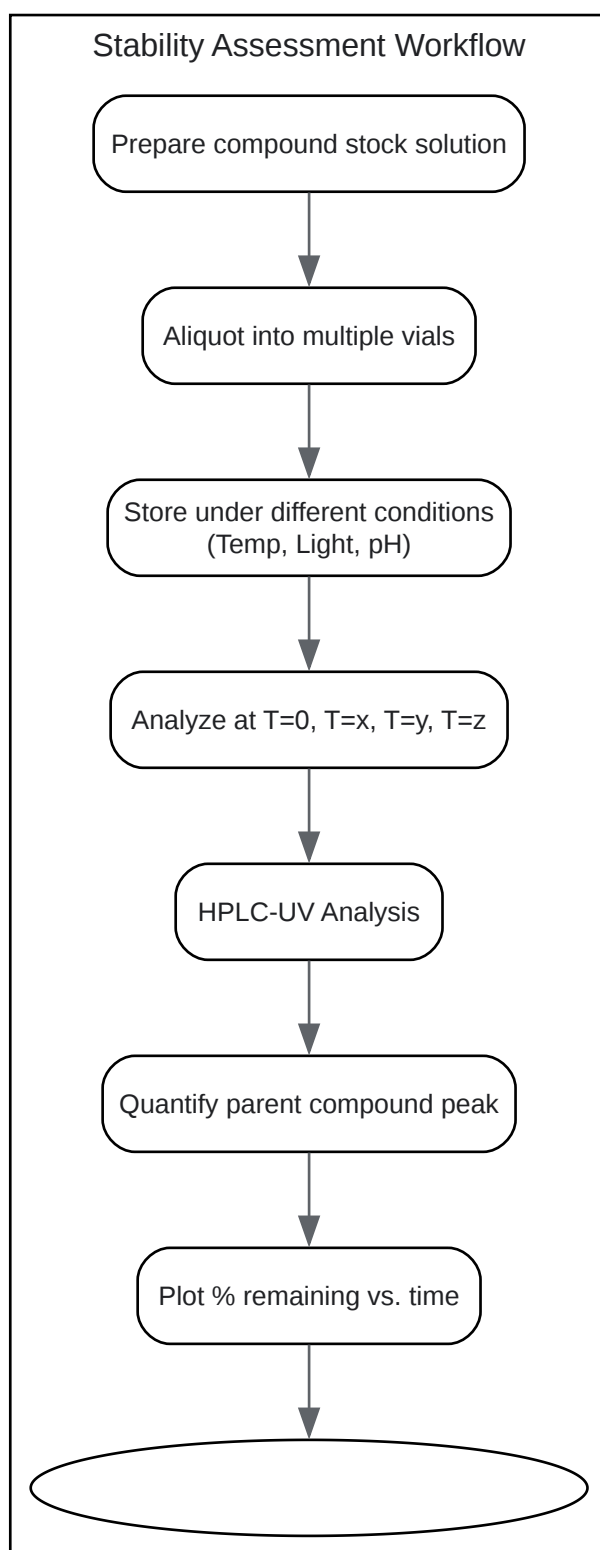 Stability Assessment Workflow
Prepare compound stock solution
Aliquot into multiple vials
Store under different conditions
(Temp, Light, pH)
Analyze at T=0, T=x, T=y, T=z
HPLC-UV Analysis
Quantify parent compound peak
Plot % remaining vs. time